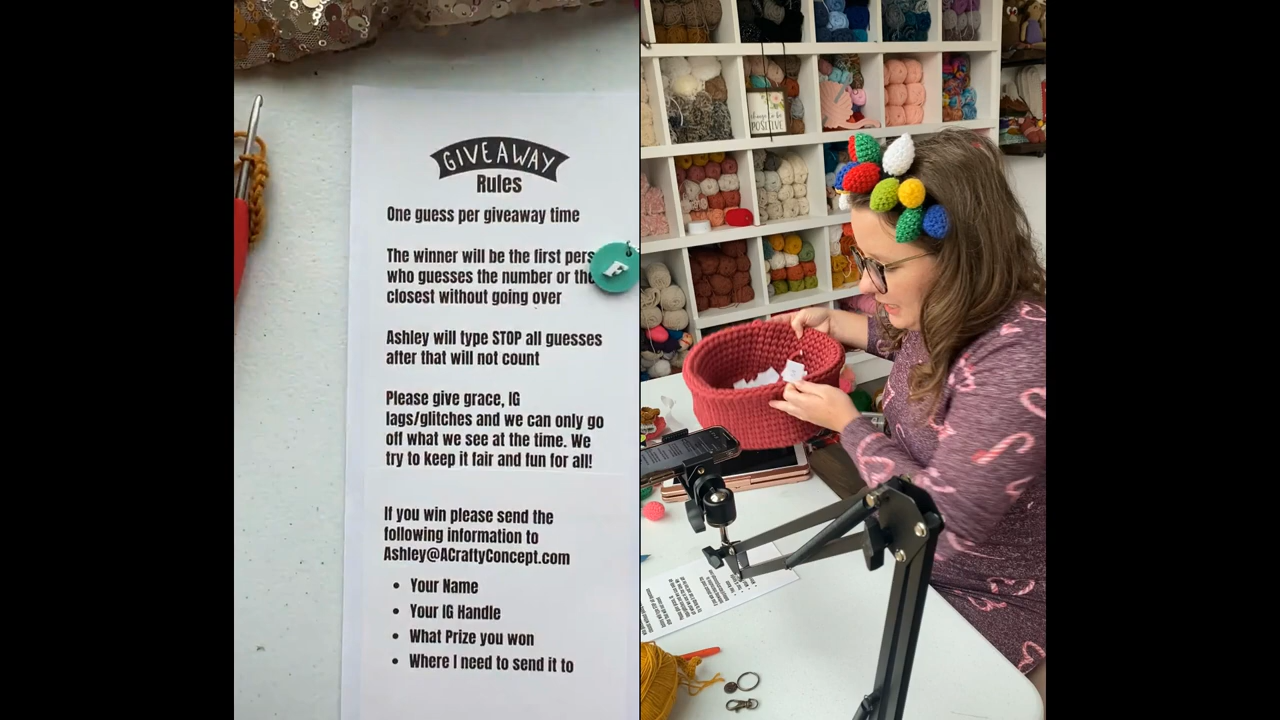 GIVEAWAY
Rules
One guess per giveaway time
The winner will be the first pers
who guesses the number or the
closest without going over
Ashley will type STOP all guesses
after that will not count
Please give grace, IG
lags/glitches and we can only go
off what we see at the time. We
try to keep it fair and fun for all!
If you win please send the
following information to
Ashley@ACraftyConcept.com
• Your Name
• Your IG Handle
• What Prize you won
• Where I need to send it to
F
POSITIVE